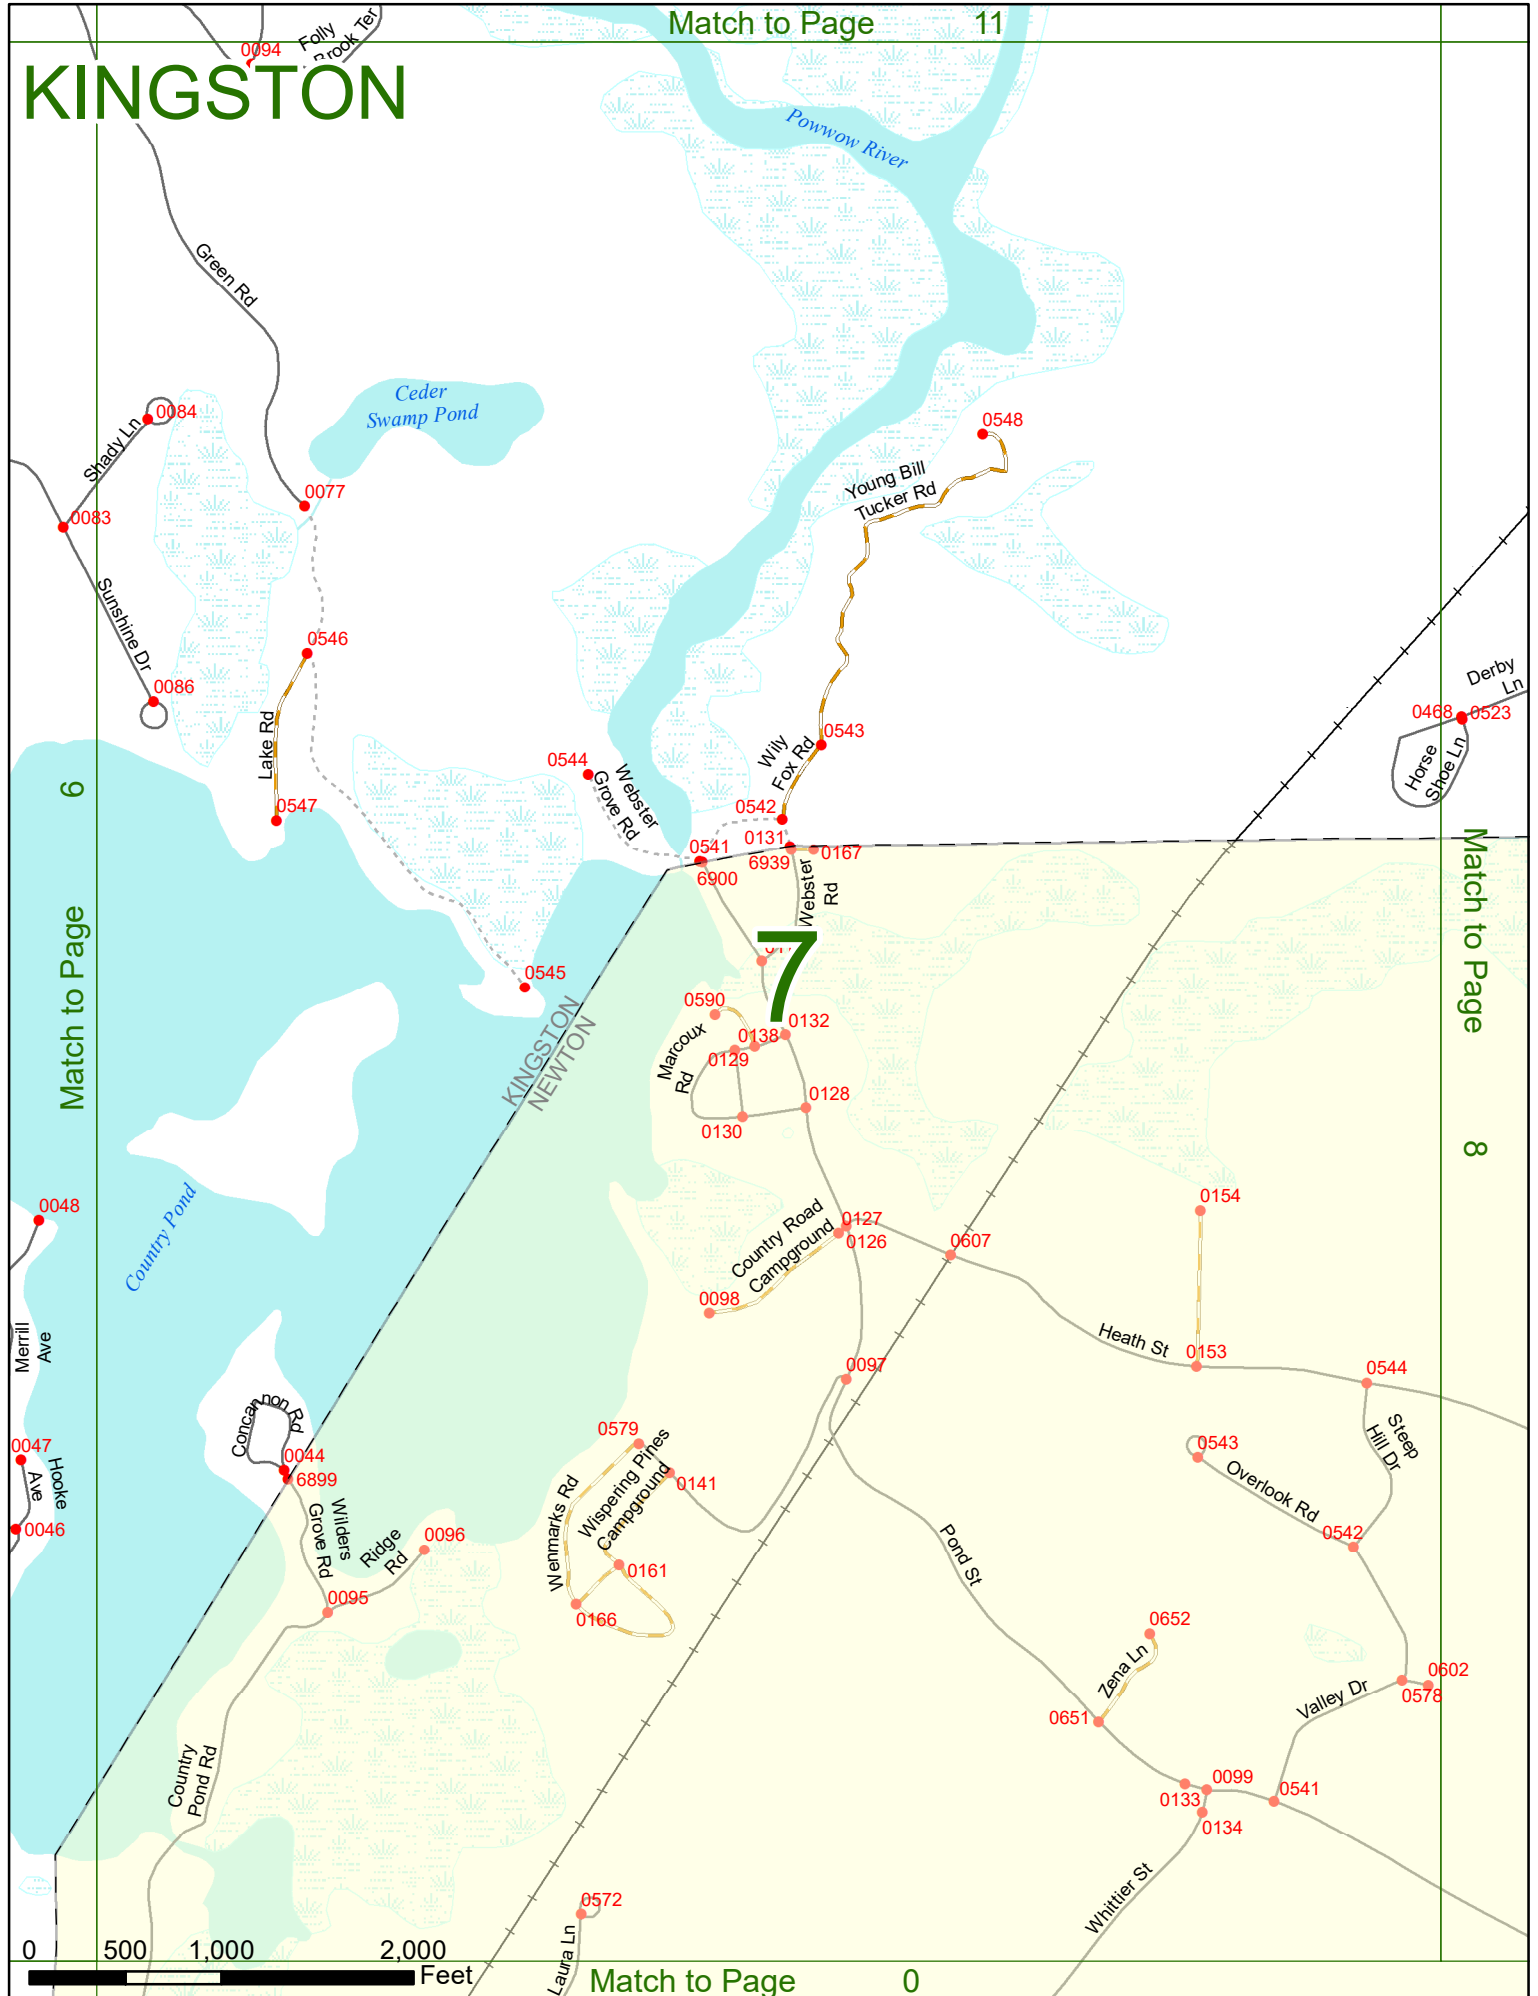 Match to Page 11
Folly
Brook Ter
0094
KINGSTON
Powwow River
Green Rd
Ceder
Swamp Pond
0084
Shady Ln
0548
Young Bill
Tucker Rd
0077
0083
Sunshine Dr
0546
0086
Derby
Ln
0468
0523
Lake Rd
0543
Wily
Fox Rd
Horse
Shoe Ln
0544
Webster
Grove Rd
6
0547
0542
0131
0541
0167
6939
6900
Webster
Rd
Match to Page
Match to Page
7
0545
0590
KINGSTON
NEWTON
Marcoux
Rd
0132
0138
0129
0128
0130
8
0048
Country Pond
0154
Country Road
Campground
0127
0126
0607
0098
Merrill
Ave
Heath St
0153
0097
0544
Concannon Rd
0579
Steep
Hill Dr
0047
0044
6899
Hooke
Ave
Wenmarks Rd
Wispering Pines
Campground
0141
0543
Overlook Rd
0046
Wilders
Grove Rd
Ridge
Rd
0096
0542
Pond St
0161
0095
0166
0652
Zena Ln
0602
0578
Valley Dr
0651
Country
Pond Rd
0099
0541
0133
0134
Whittier St
0572
Laura Ln
0 500 1,000 2,000
Feet
Match to Page 0